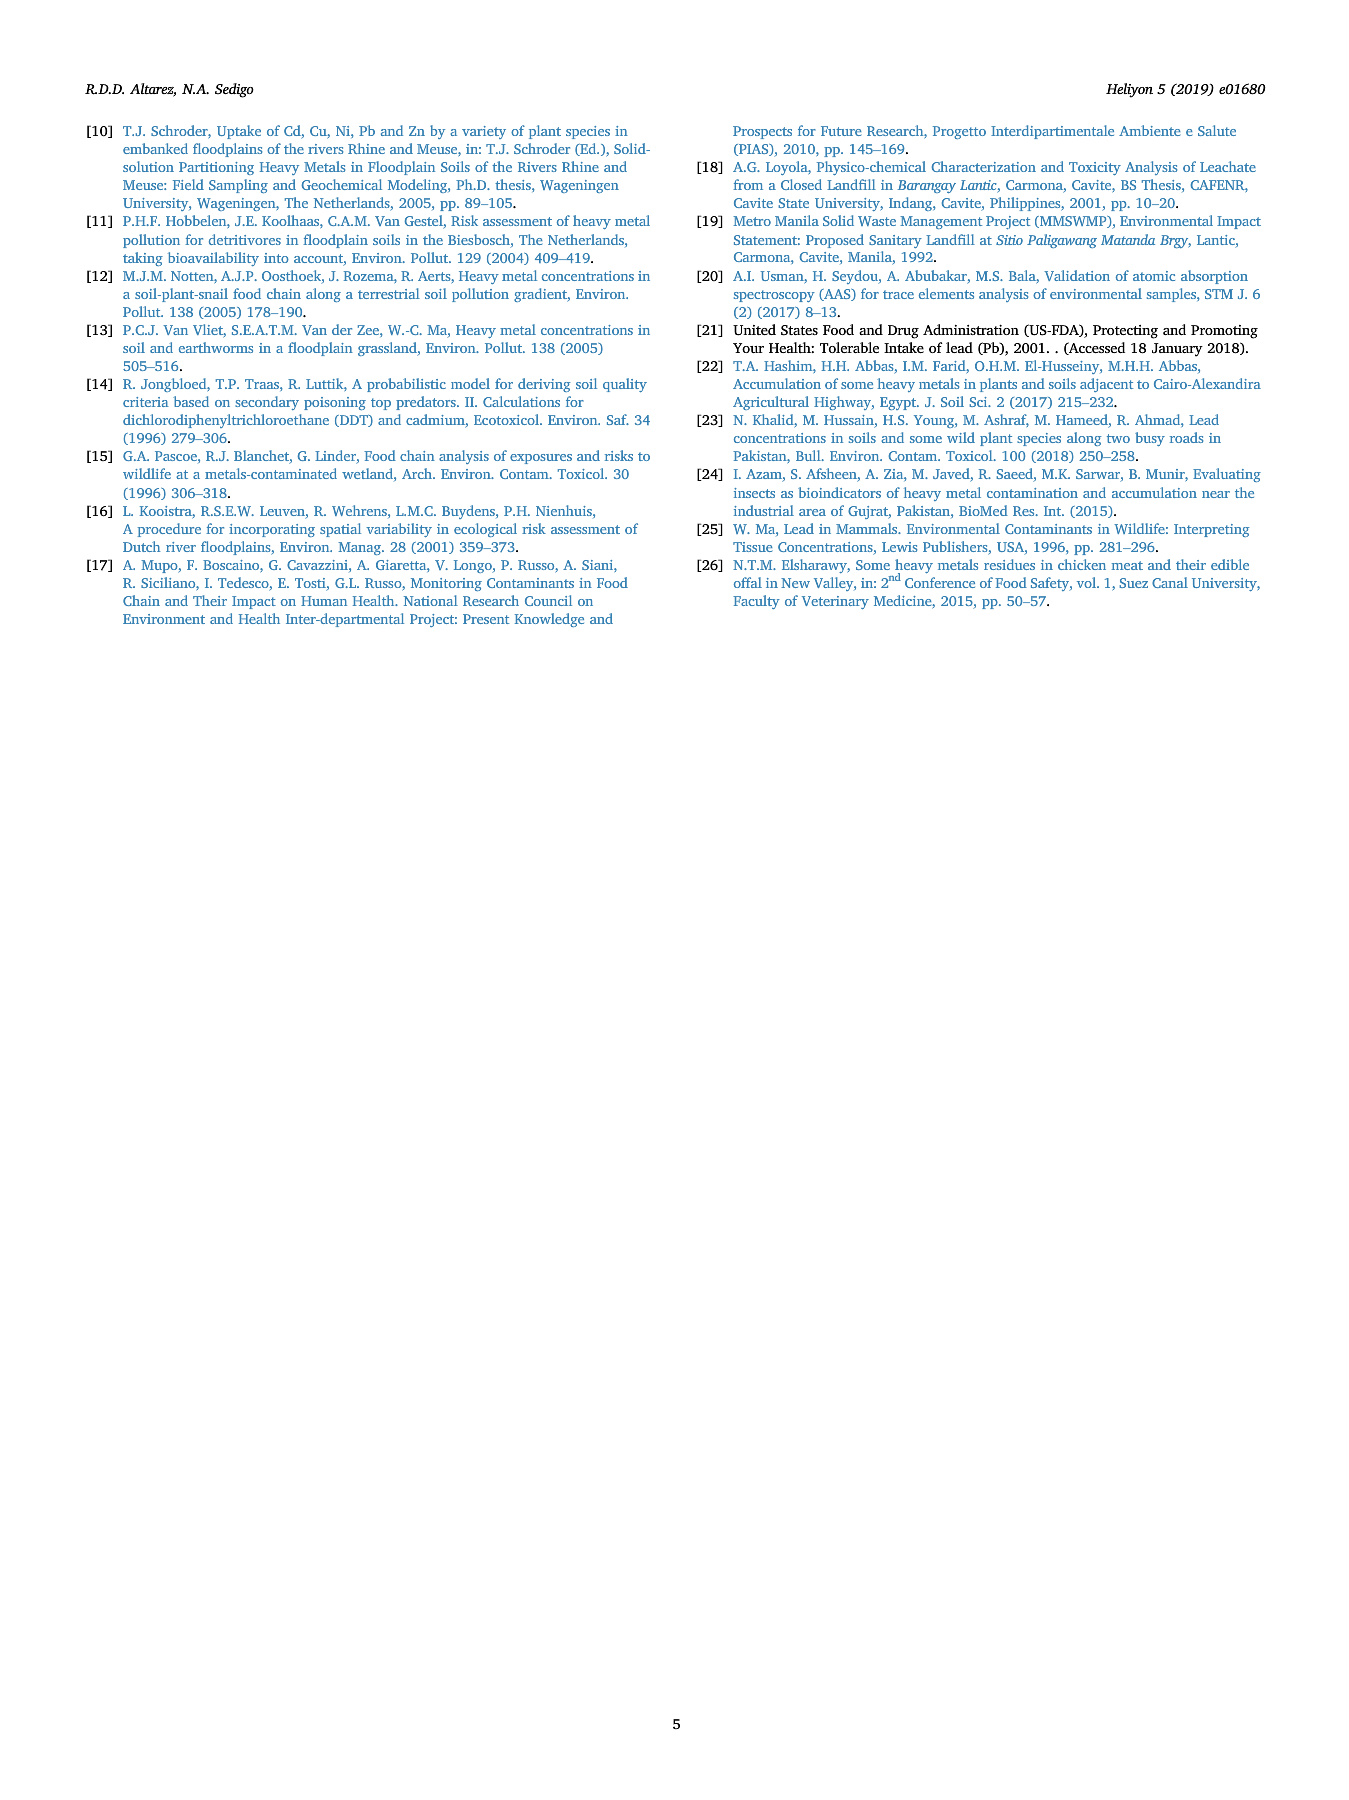 R.D.D. Altarez, N.A. Sedigo
Heliyon 5 (2019) e01680
[10] T.J. Schroder, Uptake of Cd, Cu, Ni, Pb and Zn by a variety of plant species in
embanked floodplains of the rivers Rhine and Meuse, in: T.J. Schroder (Ed.), Solid-
solution Partitioning Heavy Metals in Floodplain Soils of the Rivers Rhine and
Meuse: Field Sampling and Geochemical Modeling, Ph.D. thesis, Wageningen
University, Wageningen, The Netherlands, 2005, pp. 89–105.
[11] P.H.F. Hobbelen, J.E. Koolhaas, C.A.M. Van Gestel, Risk assessment of heavy metal
pollution for detritivores in floodplain soils in the Biesbosch, The Netherlands,
taking bioavailability into account, Environ. Pollut. 129 (2004) 409–419.
[12] M.J.M. Notten, A.J.P. Oosthoek, J. Rozema, R. Aerts, Heavy metal concentrations in
a soil-plant-snail food chain along a terrestrial soil pollution gradient, Environ.
Pollut. 138 (2005) 178–190.
[13] P.C.J. Van Vliet, S.E.A.T.M. Van der Zee, W.-C. Ma, Heavy metal concentrations in
soil and earthworms in a floodplain grassland, Environ. Pollut. 138 (2005)
505–516.
[14] R. Jongbloed, T.P. Traas, R. Luttik, A probabilistic model for deriving soil quality
criteria based on secondary poisoning top predators. II. Calculations for
dichlorodiphenyltrichloroethane (DDT) and cadmium, Ecotoxicol. Environ. Saf. 34
(1996) 279–306.
[15] G.A. Pascoe, R.J. Blanchet, G. Linder, Food chain analysis of exposures and risks to
wildlife at a metals-contaminated wetland, Arch. Environ. Contam. Toxicol. 30
(1996) 306–318.
[16] L. Kooistra, R.S.E.W. Leuven, R. Wehrens, L.M.C. Buydens, P.H. Nienhuis,
A procedure for incorporating spatial variability in ecological risk assessment of
Dutch river floodplains, Environ. Manag. 28 (2001) 359–373.
[17] A. Mupo, F. Boscaino, G. Cavazzini, A. Giaretta, V. Longo, P. Russo, A. Siani,
R. Siciliano, I. Tedesco, E. Tosti, G.L. Russo, Monitoring Contaminants in Food
Chain and Their Impact on Human Health. National Research Council on
Environment and Health Inter-departmental Project: Present Knowledge and
Prospects for Future Research, Progetto Interdipartimentale Ambiente e Salute
(PIAS), 2010, pp. 145–169.
[18] A.G. Loyola, Physico-chemical Characterization and Toxicity Analysis of Leachate
from a Closed Landfill in Barangay Lantic, Carmona, Cavite, BS Thesis, CAFENR,
Cavite State University, Indang, Cavite, Philippines, 2001, pp. 10–20.
[19] Metro Manila Solid Waste Management Project (MMSWMP), Environmental Impact
Statement: Proposed Sanitary Landfill at Sitio Paligawang Matanda Brgy, Lantic,
Carmona, Cavite, Manila, 1992.
[20] A.I. Usman, H. Seydou, A. Abubakar, M.S. Bala, Validation of atomic absorption
spectroscopy (AAS) for trace elements analysis of environmental samples, STM J. 6
(2) (2017) 8–13.
[21] United States Food and Drug Administration (US-FDA), Protecting and Promoting
Your Health: Tolerable Intake of lead (Pb), 2001. . (Accessed 18 January 2018).
[22] T.A. Hashim, H.H. Abbas, I.M. Farid, O.H.M. El-Husseiny, M.H.H. Abbas,
Accumulation of some heavy metals in plants and soils adjacent to Cairo-Alexandira
Agricultural Highway, Egypt. J. Soil Sci. 2 (2017) 215–232.
[23] N. Khalid, M. Hussain, H.S. Young, M. Ashraf, M. Hameed, R. Ahmad, Lead
concentrations in soils and some wild plant species along two busy roads in
Pakistan, Bull. Environ. Contam. Toxicol. 100 (2018) 250–258.
[24] I. Azam, S. Afsheen, A. Zia, M. Javed, R. Saeed, M.K. Sarwar, B. Munir, Evaluating
insects as bioindicators of heavy metal contamination and accumulation near the
industrial area of Gujrat, Pakistan, BioMed Res. Int. (2015).
[25] W. Ma, Lead in Mammals. Environmental Contaminants in Wildlife: Interpreting
Tissue Concentrations, Lewis Publishers, USA, 1996, pp. 281–296.
[26] N.T.M. Elsharawy, Some heavy metals residues in chicken meat and their edible
offal in New Valley, in: 2nd Conference of Food Safety, vol. 1, Suez Canal University,
Faculty of Veterinary Medicine, 2015, pp. 50–57.
5